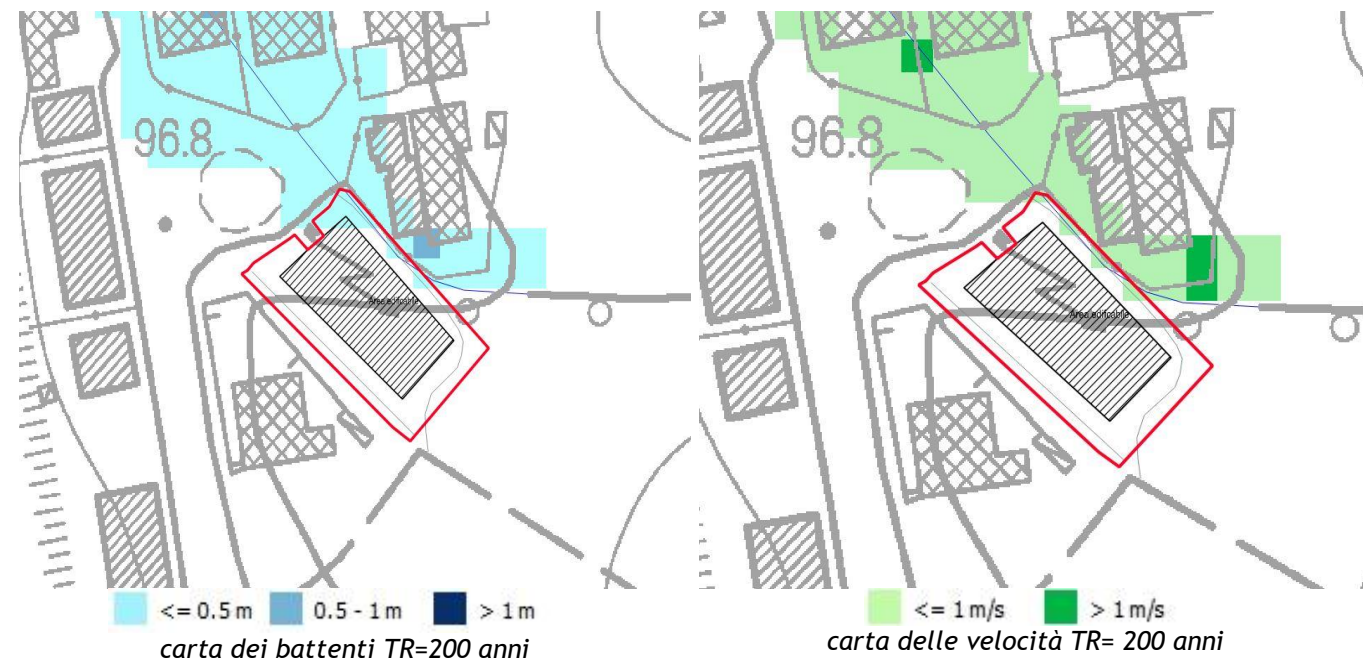 96.8
Area edificabile
<= 0.5 m 0.5 - 1 m > 1 m
carta dei battenti TR=200 anni
96.8
Area edificabile
<= 1 m/s > 1 m/s
carta delle velocità TR= 200 anni